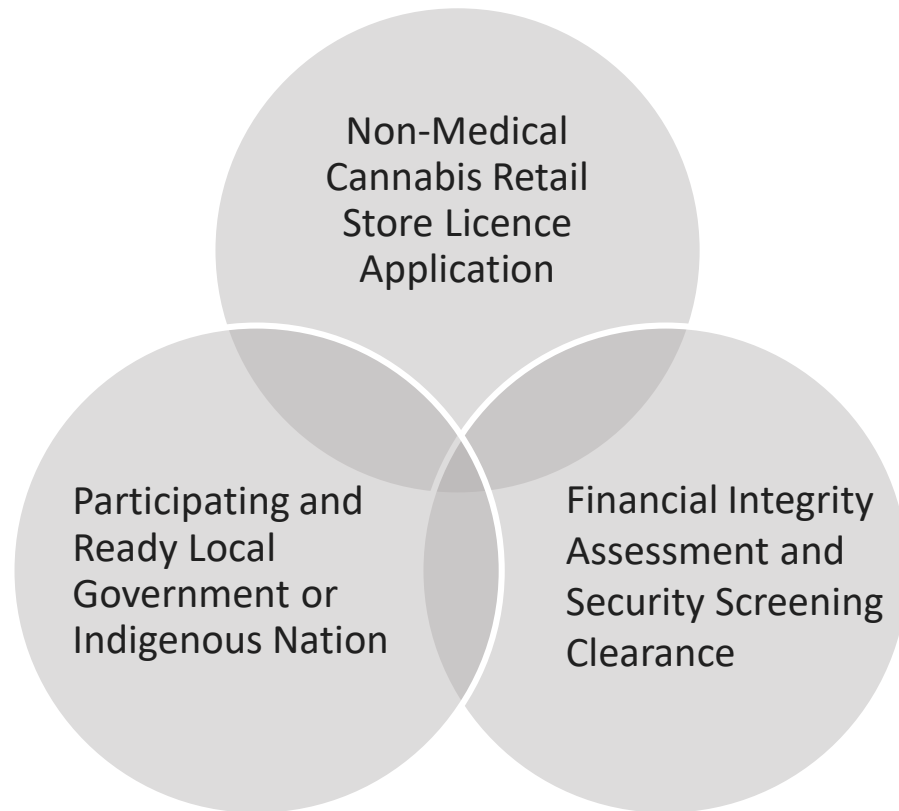 Non-Medical
Cannabis Retail
Store Licence
Application
Participating and
Ready Local
Government or
Indigenous Nation
Financial Integrity
Assessment and
Security Screening
Clearance